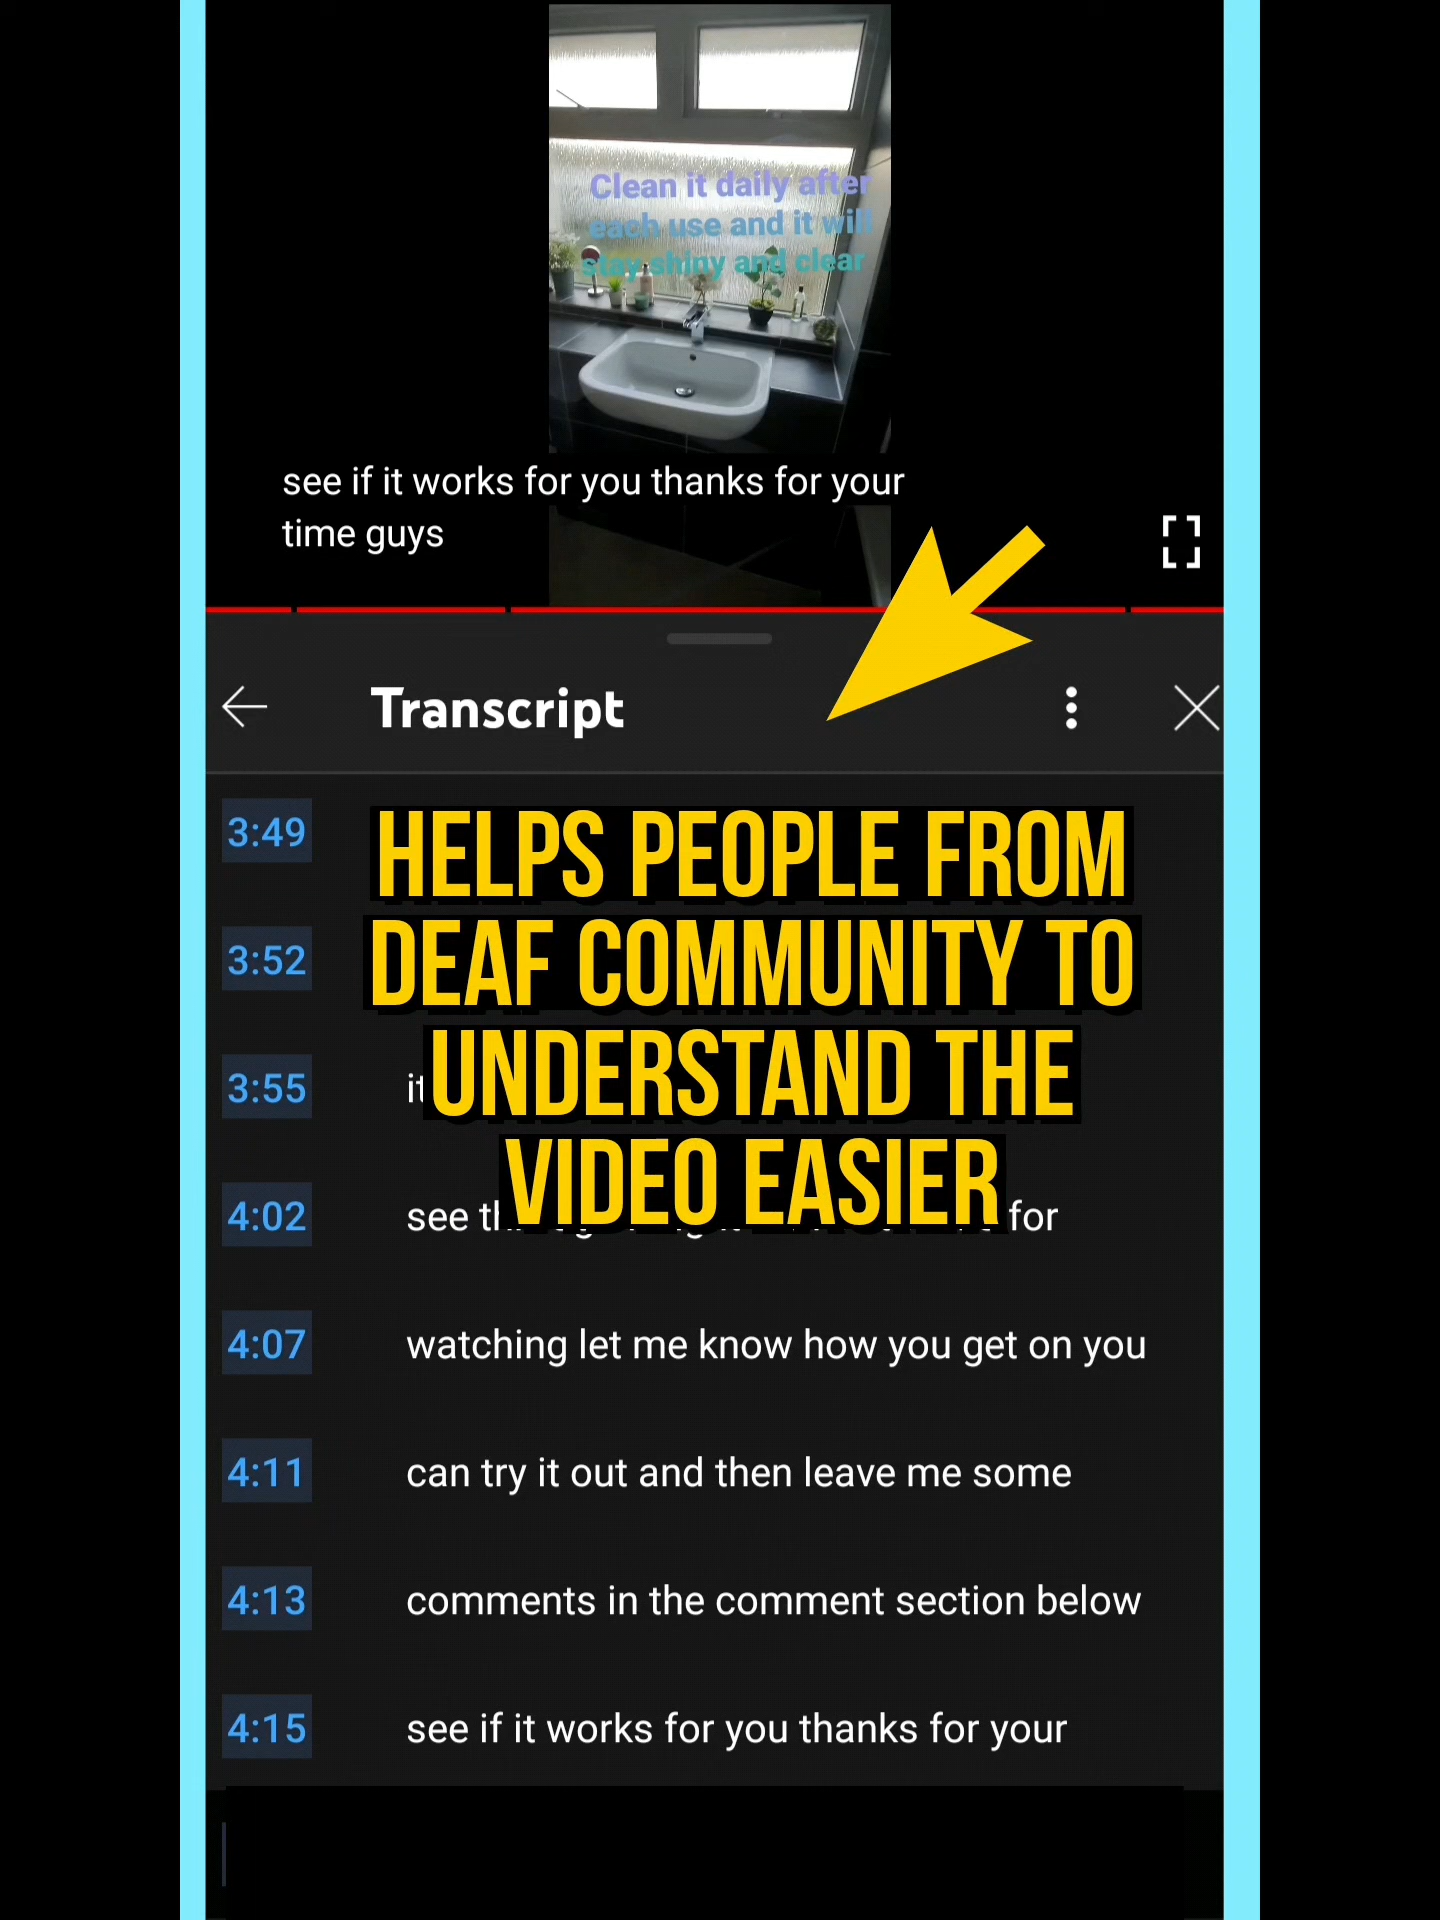 Clean it daily after
each use and it will
stay shiny and clear
see if it works for you thanks for your
time guys
Transcript
3:49
HELPS PEOPLE FROM
DEAF COMMUNITY TO
UNDERSTAND THE
VIDEO EASIER
3:52
3:55
4:02 see for
4:07 watching let me know how you get on you
4:11 can try it out and then leave me some
4:13 comments in the comment section below
4:15 see if it works for you thanks for your